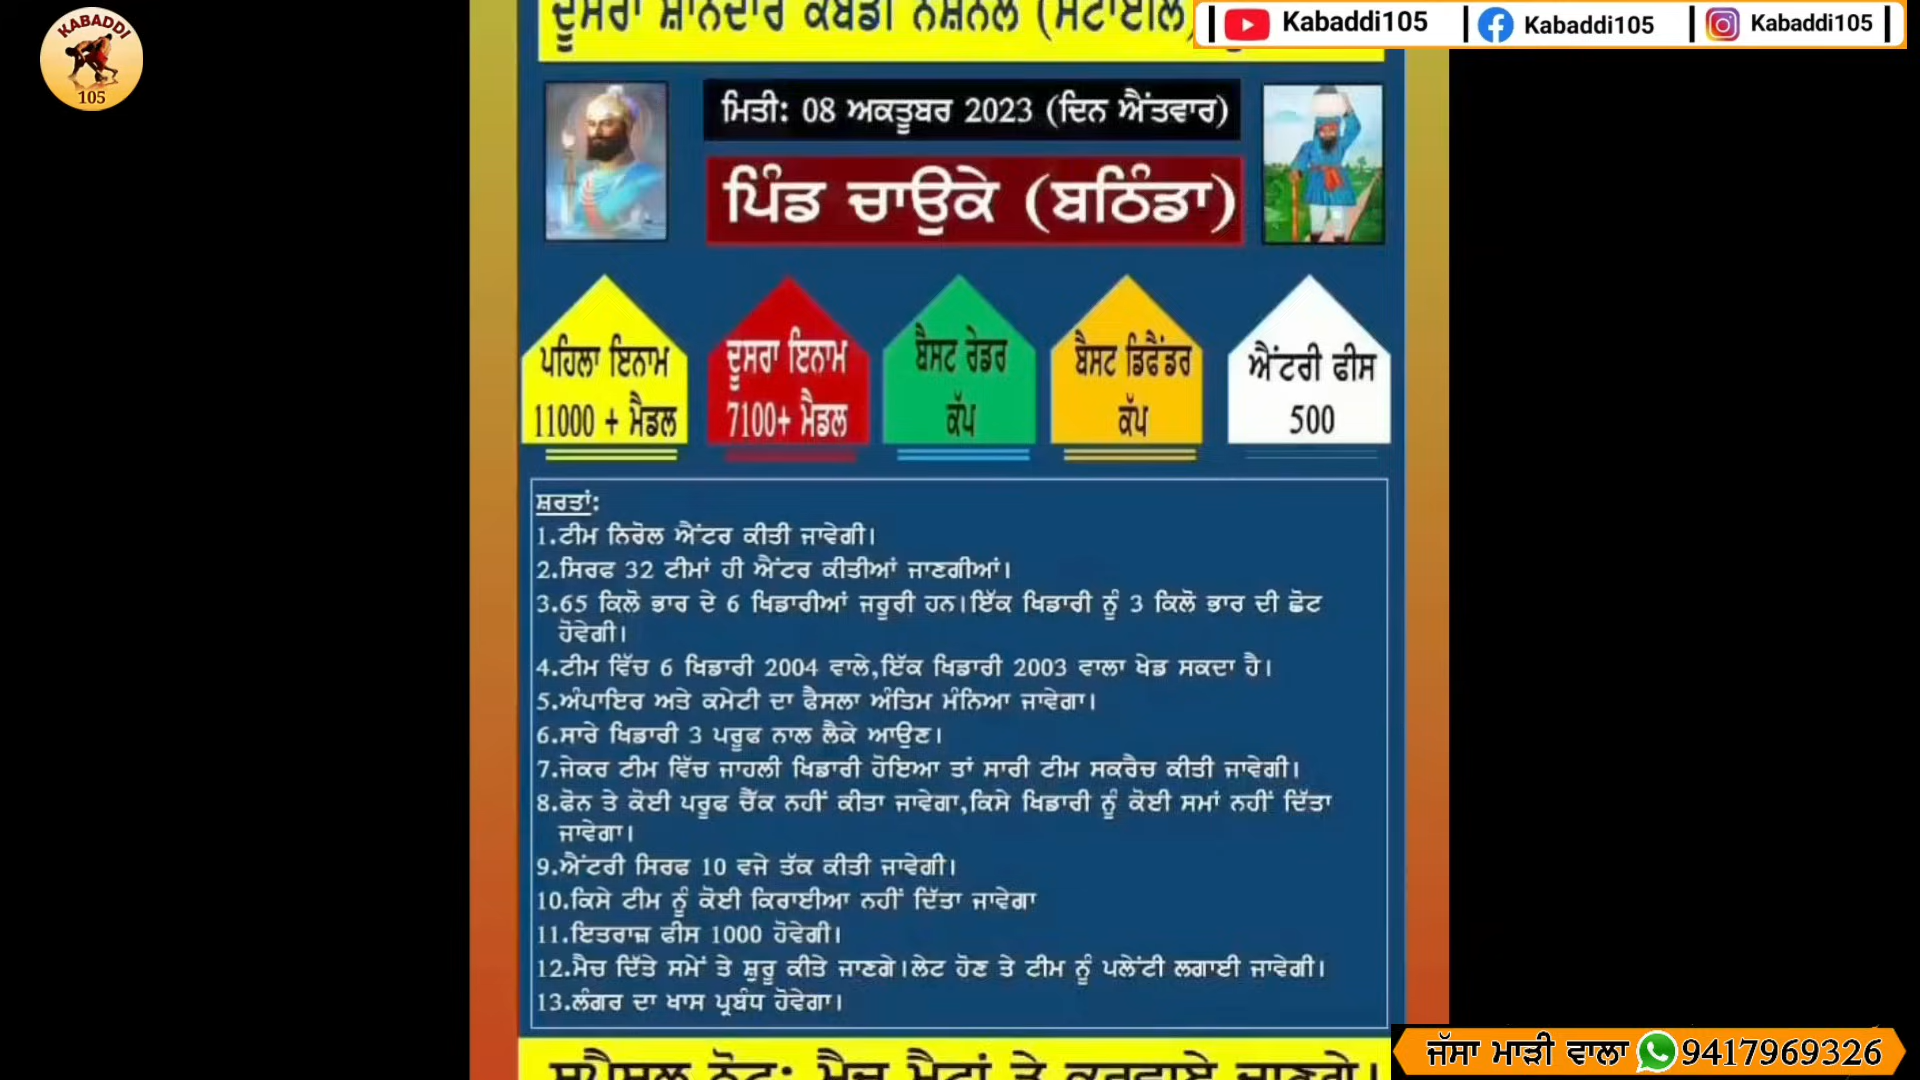 KABADDI
105
Kabaddi105
Kabaddi105
Kabaddi105
ਦੂਸਰਾ ਸ਼ਾਨਦਾਰ ਕਬੱਡੀ ਨੈਸ਼ਨਲ (ਸਟਾਈਲ)
ਮਿਤੀ: 08 ਅਕਤੂਬਰ 2023 (ਦਿਨ ਐਂਤਵਾਰ)
ਪਿੰਡ ਚਾਉਕੇ (ਬਠਿੰਡਾ)
ਪਹਿਲਾ ਇਨਾਮ
11000 + ਮੈਡਲ
ਦੂਸਰਾ ਇਨਾਮ
7100+ ਮੈਡਲ
ਬੈਸਟ ਰੇਡਰ
ਕੱਪ
ਬੈਸਟ ਡਿਫੈਂਡਰ
ਕੱਪ
ਐਂਟਰੀ ਫੀਸ
500
ਸ਼ਰਤਾਂ:
1.ਟੀਮ ਨਿਰੋਲ ਐਂਟਰ ਕੀਤੀ ਜਾਵੇਗੀ।
2.ਸਿਰਫ 32 ਟੀਮਾਂ ਹੀ ਐਂਟਰ ਕੀਤੀਆਂ ਜਾਣਗੀਆਂ।
3.65 ਕਿਲੋ ਭਾਰ ਦੇ 6 ਖਿਡਾਰੀਆਂ ਜਰੂਰੀ ਹਨ।ਇੱਕ ਖਿਡਾਰੀ ਨੂੰ 3 ਕਿਲੋ ਭਾਰ ਦੀ ਛੋਟ
ਹੋਵੇਗੀ।
4.ਟੀਮ ਵਿੱਚ 6 ਖਿਡਾਰੀ 2004 ਵਾਲੇ,ਇੱਕ ਖਿਡਾਰੀ 2003 ਵਾਲਾ ਖੇਡ ਸਕਦਾ ਹੈ।
5.ਅੰਪਾਇਰ ਅਤੇ ਕਮੇਟੀ ਦਾ ਫੈਸਲਾ ਅੰਤਿਮ ਮੰਨਿਆ ਜਾਵੇਗਾ।
6.ਸਾਰੇ ਖਿਡਾਰੀ 3 ਪਰੂਫ ਨਾਲ ਲੈਕੇ ਆਉਣ।
7.ਜੇਕਰ ਟੀਮ ਵਿੱਚ ਜਾਹਲੀ ਖਿਡਾਰੀ ਹੋਇਆ ਤਾਂ ਸਾਰੀ ਟੀਮ ਸਕਰੈਚ ਕੀਤੀ ਜਾਵੇਗੀ।
8.ਫੋਨ ਤੇ ਕੋਈ ਪਰੂਫ ਚੈੱਕ ਨਹੀਂ ਕੀਤਾ ਜਾਵੇਗਾ,ਕਿਸੇ ਖਿਡਾਰੀ ਨੂੰ ਕੋਈ ਸਮਾਂ ਨਹੀਂ ਦਿੱਤਾ
ਜਾਵੇਗਾ।
9.ਐਂਟਰੀ ਸਿਰਫ 10 ਵਜੇ ਤੱਕ ਕੀਤੀ ਜਾਵੇਗੀ।
10.ਕਿਸੇ ਟੀਮ ਨੂੰ ਕੋਈ ਕਿਰਾਈਆ ਨਹੀਂ ਦਿੱਤਾ ਜਾਵੇਗਾ
11.ਇਤਰਾਜ਼ ਫੀਸ 1000 ਹੋਵੇਗੀ।
12.ਮੈਚ ਦਿੱਤੇ ਸਮੇਂ ਤੇ ਸ਼ੁਰੂ ਕੀਤੇ ਜਾਣਗੇ।ਲੇਟ ਹੋਣ ਤੇ ਟੀਮ ਨੂੰ ਪਲੇਂਟੀ ਲਗਾਈ ਜਾਵੇਗੀ।
13.ਲੰਗਰ ਦਾ ਖਾਸ ਪ੍ਰਬੰਧ ਹੋਵੇਗਾ।
ਸਪੈਸ਼ਲ ਨੋਟ: ਮੈਚ ਮੈਟਾਂ ਤੇ ਕਰਵਾਏ ਜਾਣਗੇ।
ਜੱਸਾ ਮਾੜੀ ਵਾਲਾ 9417969326